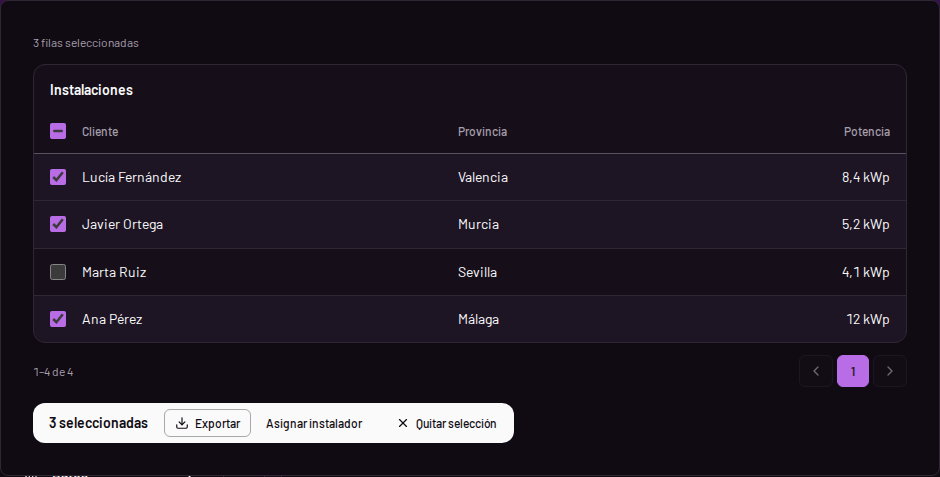 3 filas seleccionadas
Instalaciones
Cliente Provincia Potencia
Lucía Fernández Valencia 8,4 kWp
Javier Ortega Murcia 5,2 kWp
Marta Ruiz Sevilla 4,1 kWp
Ana Pérez Málaga 12 kWp
1–4 de 4 1
3 seleccionadas Exportar Asignar instalador Quitar selección